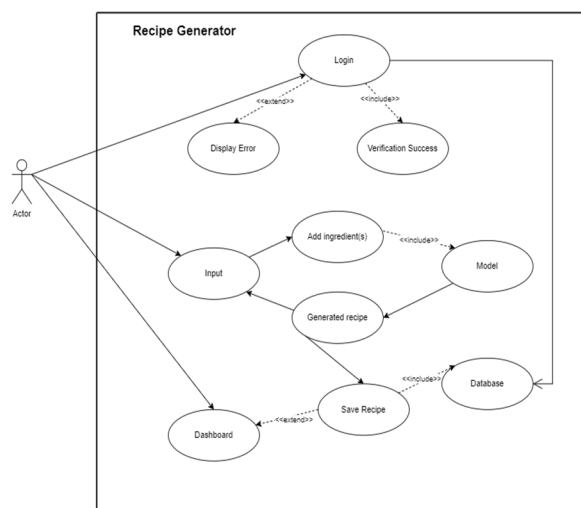 Recipe Generator
Login
<<extend>>
<<include>>
Display Error
Verification Success
Actor
Add ingredient(s)
<<include>>
Input
Model
Generated recipe
<<include>>
Database
Save Recipe
<<extend>>
Dashboard